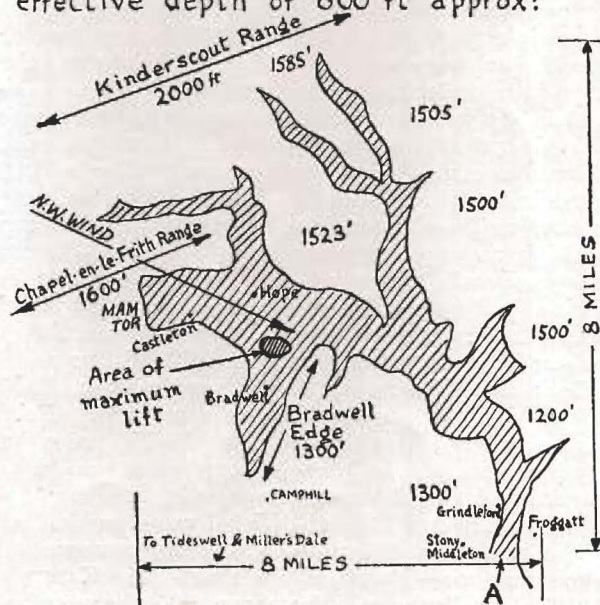 effective depth of 800 ft approx:
Kinderscout Range
2000 ft
1585'
1505'
1500'
N.W. WIND
1523'
Chapel-en-le-Frith Range
1600'
MAM
TOR
Hope
Castleton
1500'
8 MILES
Area of
maximum
lift
Bradwell
Bradwell
Edge
1300'
1200'
CAMPHILL
1300'
Grindleford
Froggatt
To Tideswell & Miller's Dale
Stony
Middleton
8 MILES
A